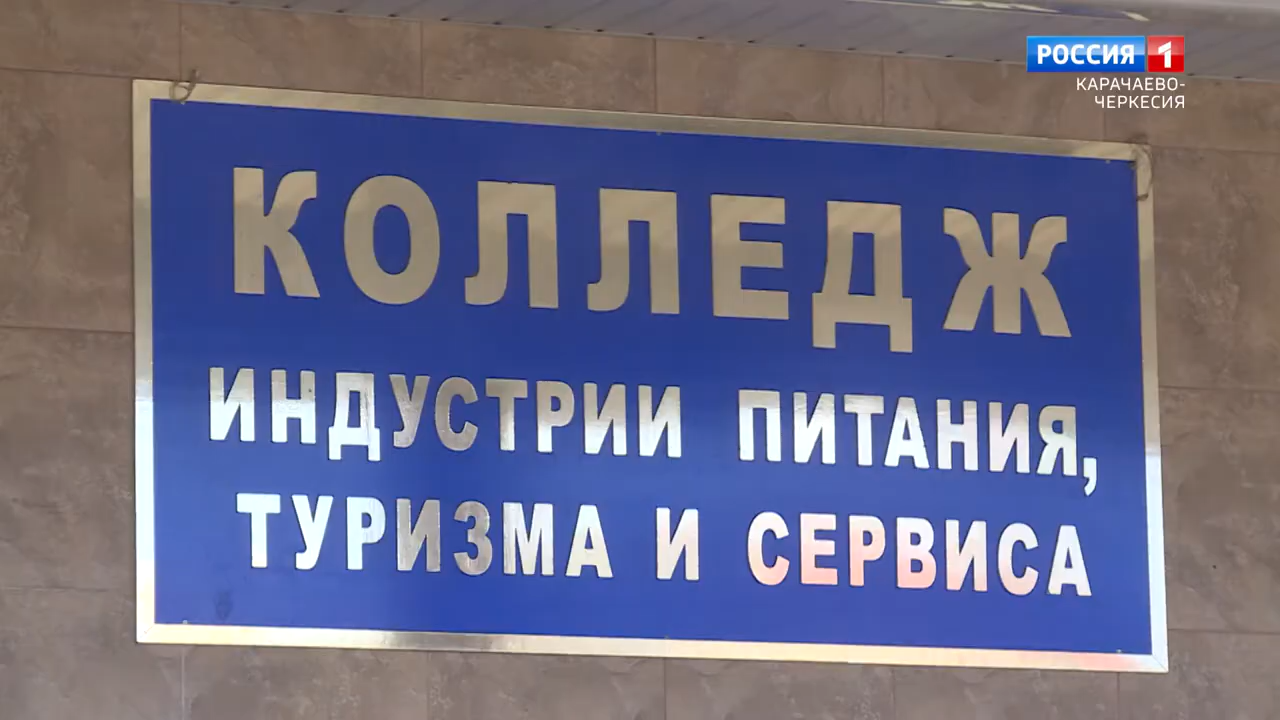 РОССИЯ 1
КАРАЧАЕВО-
ЧЕРКЕСИЯ
КОЛЛЕДЖ
ИНДУСТРИИ ПИТАНИЯ,
ТУРИЗМА И СЕРВИСА